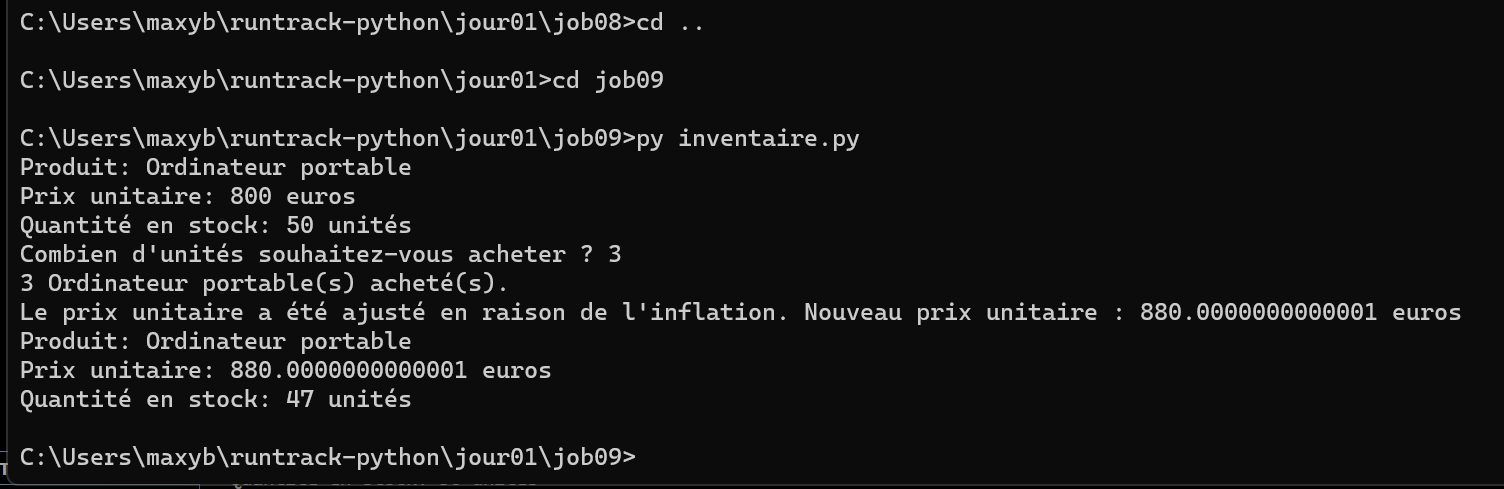 C:\Users\maxyb\runtrack-python\jour01\job08>cd ..
C:\Users\maxyb\runtrack-python\jour01>cd job09
C:\Users\maxyb\runtrack-python\jour01\job09>py inventaire.py
Produit: Ordinateur portable
Prix unitaire: 800 euros
Quantité en stock: 50 unités
Combien d'unités souhaitez-vous acheter ? 3
3 Ordinateur portable(s) acheté(s).
Le prix unitaire a été ajusté en raison de l'inflation. Nouveau prix unitaire : 880.0000000000001 euros
Produit: Ordinateur portable
Prix unitaire: 880.0000000000001 euros
Quantité en stock: 47 unités
C:\Users\maxyb\runtrack-python\jour01\job09>